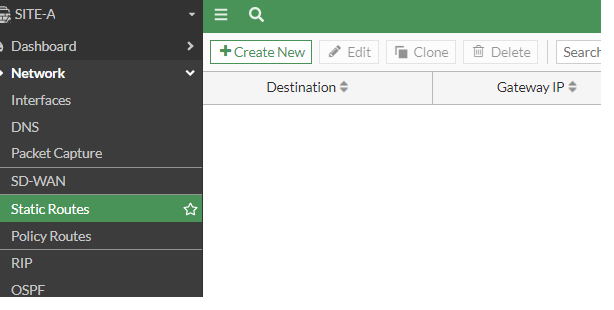 SITE-A
Dashboard
Network
Interfaces
DNS
Packet Capture
SD-WAN
Static Routes
Policy Routes
RIP
OSPF
+ Create New Edit Clone Delete Search
Destination Gateway IP